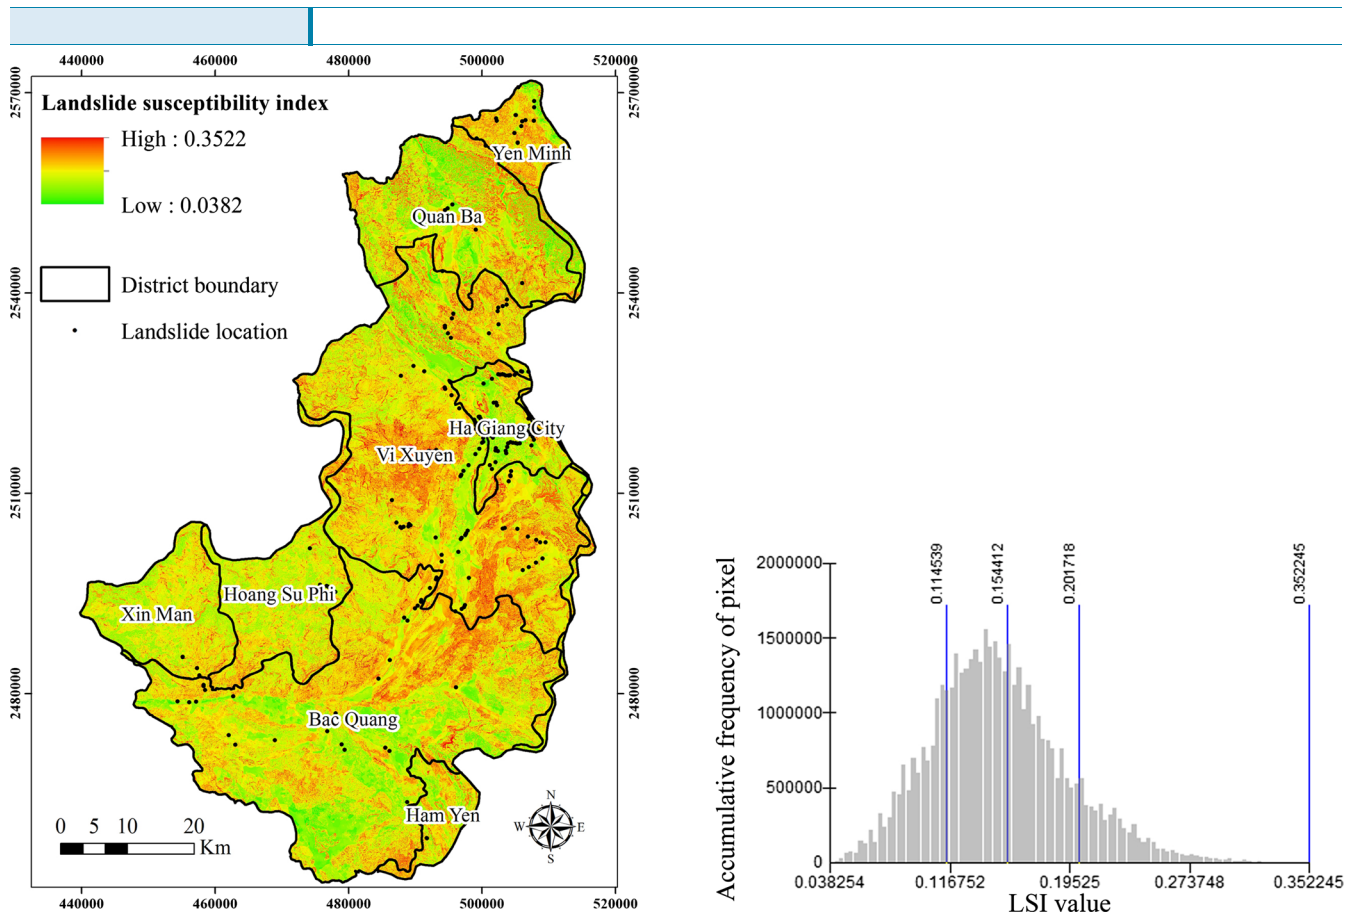 440000 460000 480000 500000 520000
2570000
2570000
Landslide susceptibility index
High : 0.3522
Low : 0.0382
District boundary
Landslide location
Yen Minh
Quan Ba
2540000
2540000
Ha Giang City
Vi Xuyen
2510000
2510000
Hoang Su Phi
Xin Man
2480000
2480000
Bac Quang
Ham Yen
0 5 10 20
Km
N
W E
S
440000 460000 480000 500000 520000
0.114539
0.154412
0.201718
0.352245
Accumulative frequency of pixel
2000000
1500000
1000000
500000
0
0.038254 0.116752 0.19525 0.273748 0.352245
LSI value